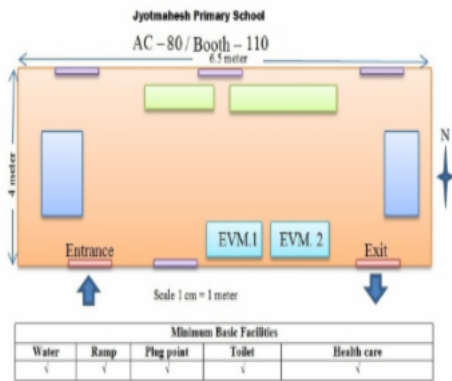 Jyotmahesh Primary School
AC – 80 / Booth – 110
6.5 meter
4 meter
N
EVM.1 EVM. 2
Entrance Exit
Scale 1 cm = 1 meter
Minimum Basic Facilities
Water Ramp Plug point Toilet Health care
√ √ √ √ √